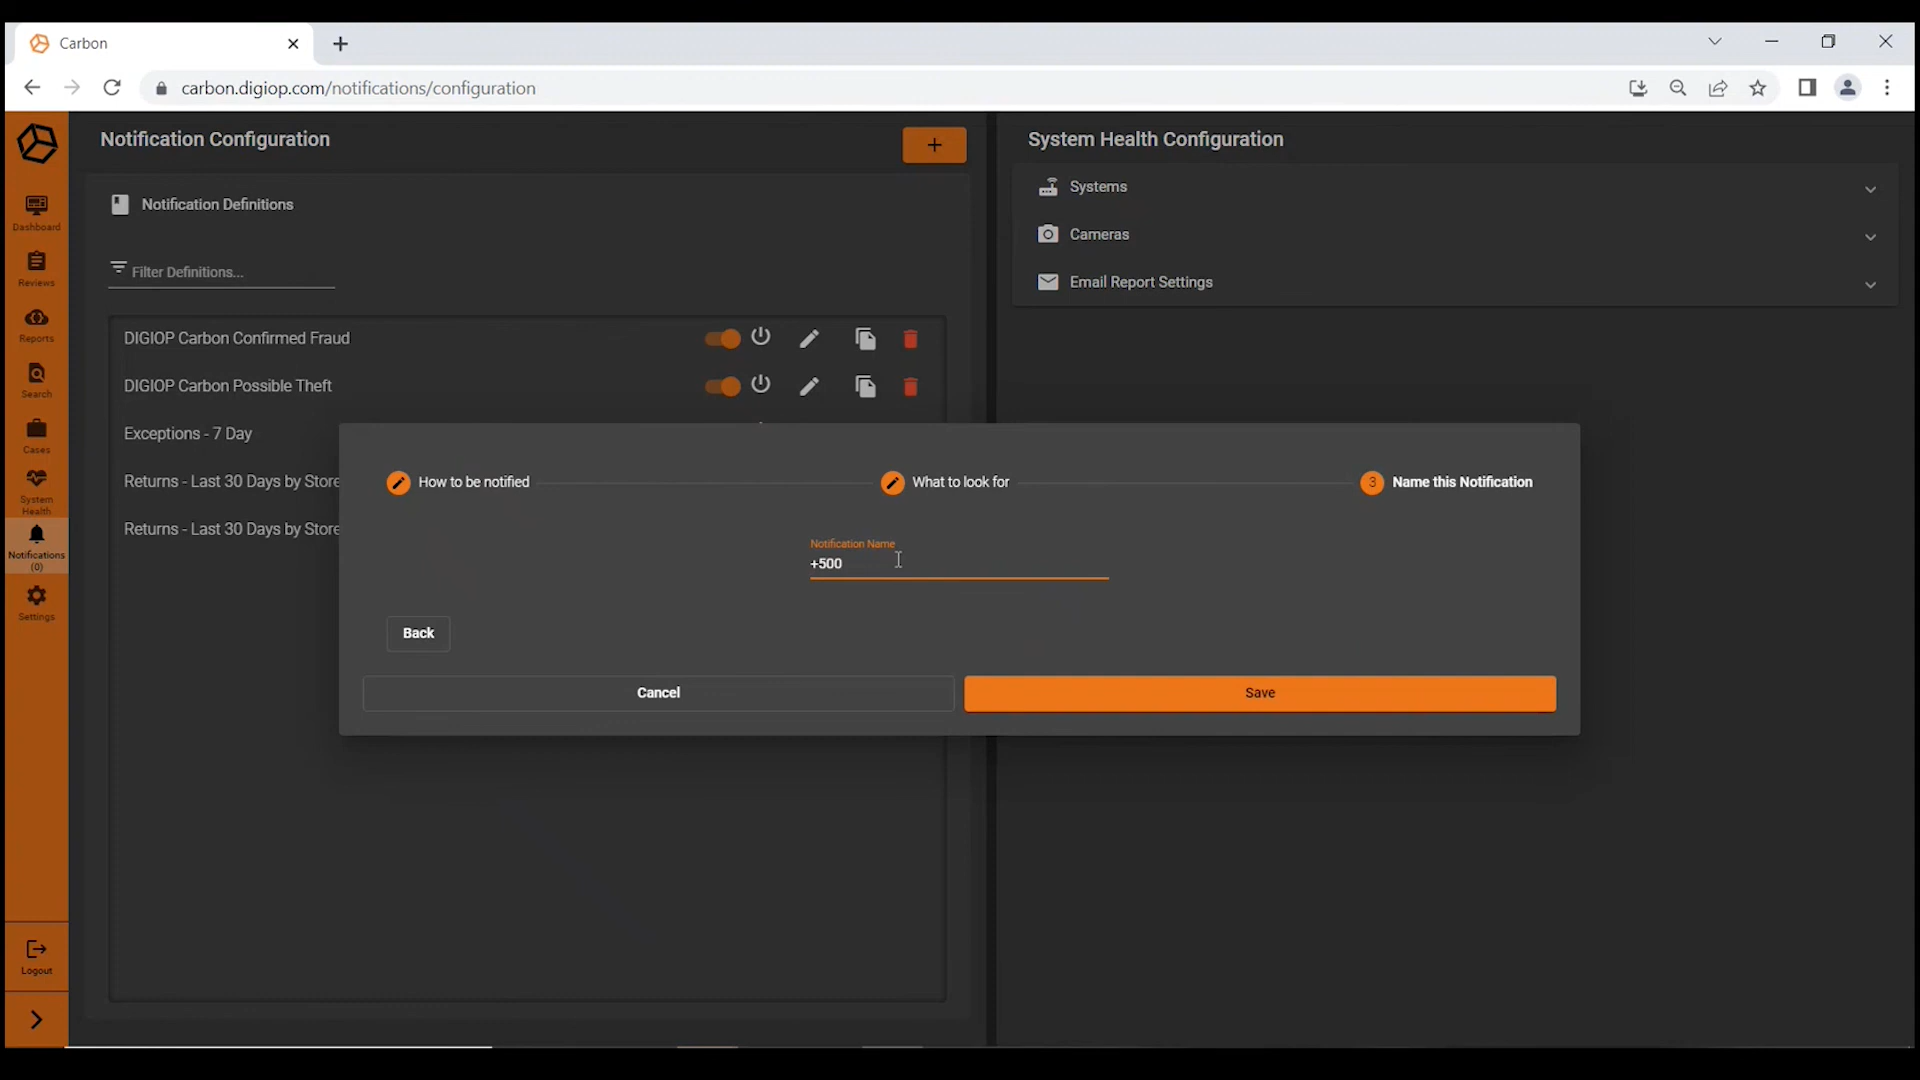 Carbon
carbon.digiop.com/notifications/configuration
Notification Configuration
+
System Health Configuration
Dashboard
Reviews
Reports
Search
Cases
System
Health
Notifications
(0)
Settings
Logout
Notification Definitions
Filter Definitions...
DIGIOP Carbon Confirmed Fraud
DIGIOP Carbon Possible Theft
Exceptions - 7 Day
Returns - Last 30 Days by Store
Returns - Last 30 Days by Store
Systems
Cameras
Email Report Settings
How to be notified
What to look for
3 Name this Notification
Notification Name
+500
Back
Cancel
Save